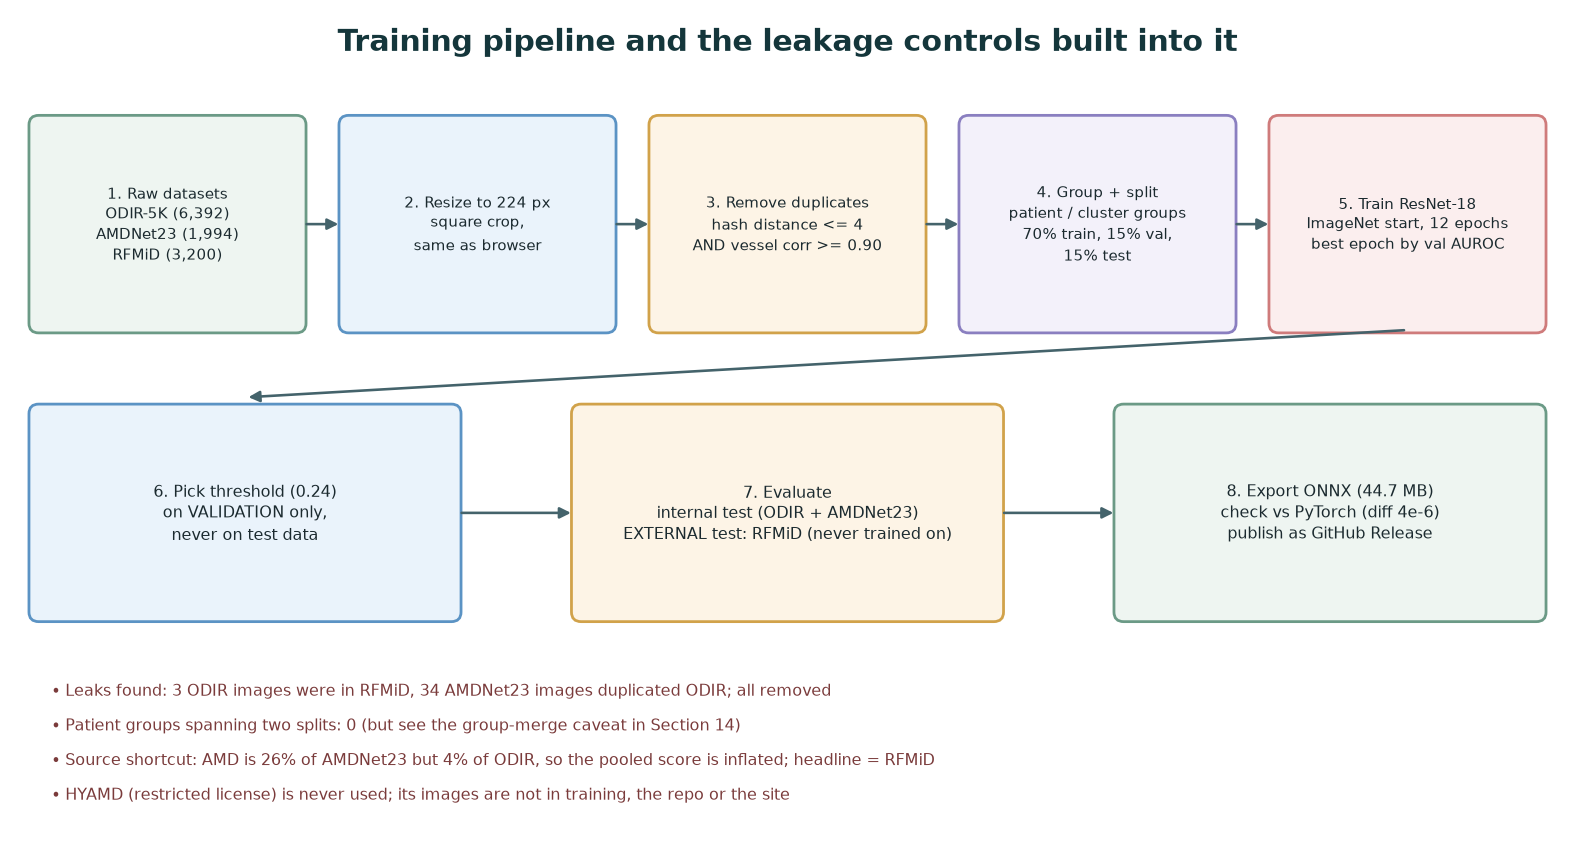 Training pipeline and the leakage controls built into it
1. Raw datasets
ODIR-5K (6,392)
AMDNet23 (1,994)
RFMiD (3,200)
2. Resize to 224 px
square crop,
same as browser
3. Remove duplicates
hash distance <= 4
AND vessel corr >= 0.90
4. Group + split
patient / cluster groups
70% train, 15% val,
15% test
5. Train ResNet-18
ImageNet start, 12 epochs
best epoch by val AUROC
6. Pick threshold (0.24)
on VALIDATION only,
never on test data
7. Evaluate
internal test (ODIR + AMDNet23)
EXTERNAL test: RFMiD (never trained on)
8. Export ONNX (44.7 MB)
check vs PyTorch (diff 4e-6)
publish as GitHub Release
• Leaks found: 3 ODIR images were in RFMiD, 34 AMDNet23 images duplicated ODIR; all removed
• Patient groups spanning two splits: 0 (but see the group-merge caveat in Section 14)
• Source shortcut: AMD is 26% of AMDNet23 but 4% of ODIR, so the pooled score is inflated; headline = RFMiD
• HYAMD (restricted license) is never used; its images are not in training, the repo or the site